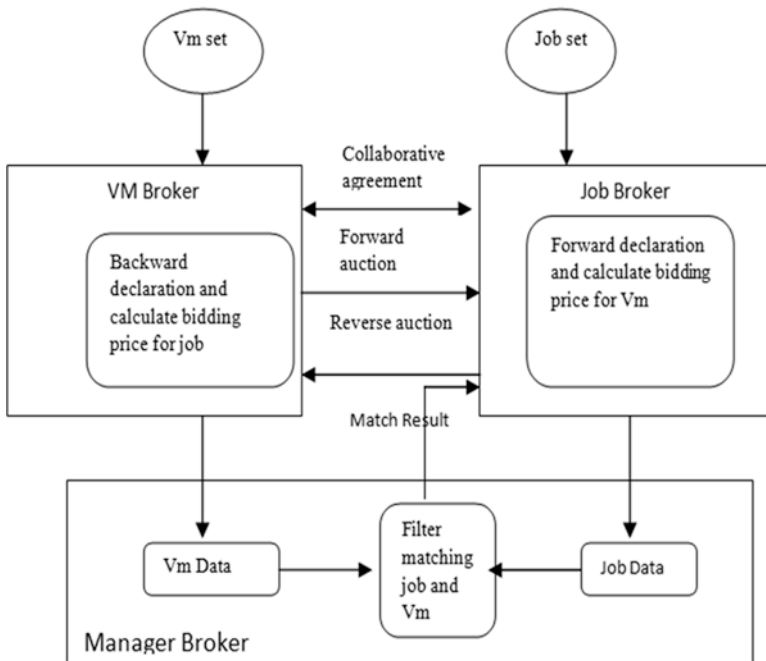 Vm set
Job set
VM Broker
Backward
declaration and
calculate bidding
price for job
Collaborative
agreement
Forward
auction
Reverse auction
Match Result
Job Broker
Forward declaration
and calculate bidding
price for Vm
Vm Data
Filter
matching
job and
Vm
Job Data
Manager Broker